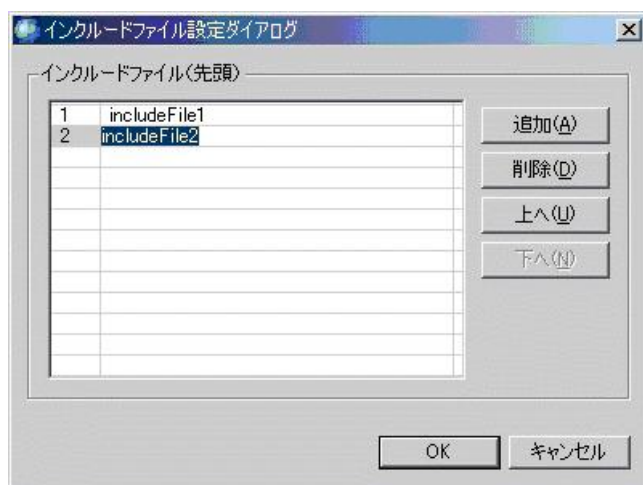 インクルードファイル設定ダイアログ
インクルードファイル(先頭)
1 includeFile1
2 includeFile2
追加(A)
削除(D)
上へ(U)
下へ(N)
OK
キャンセル